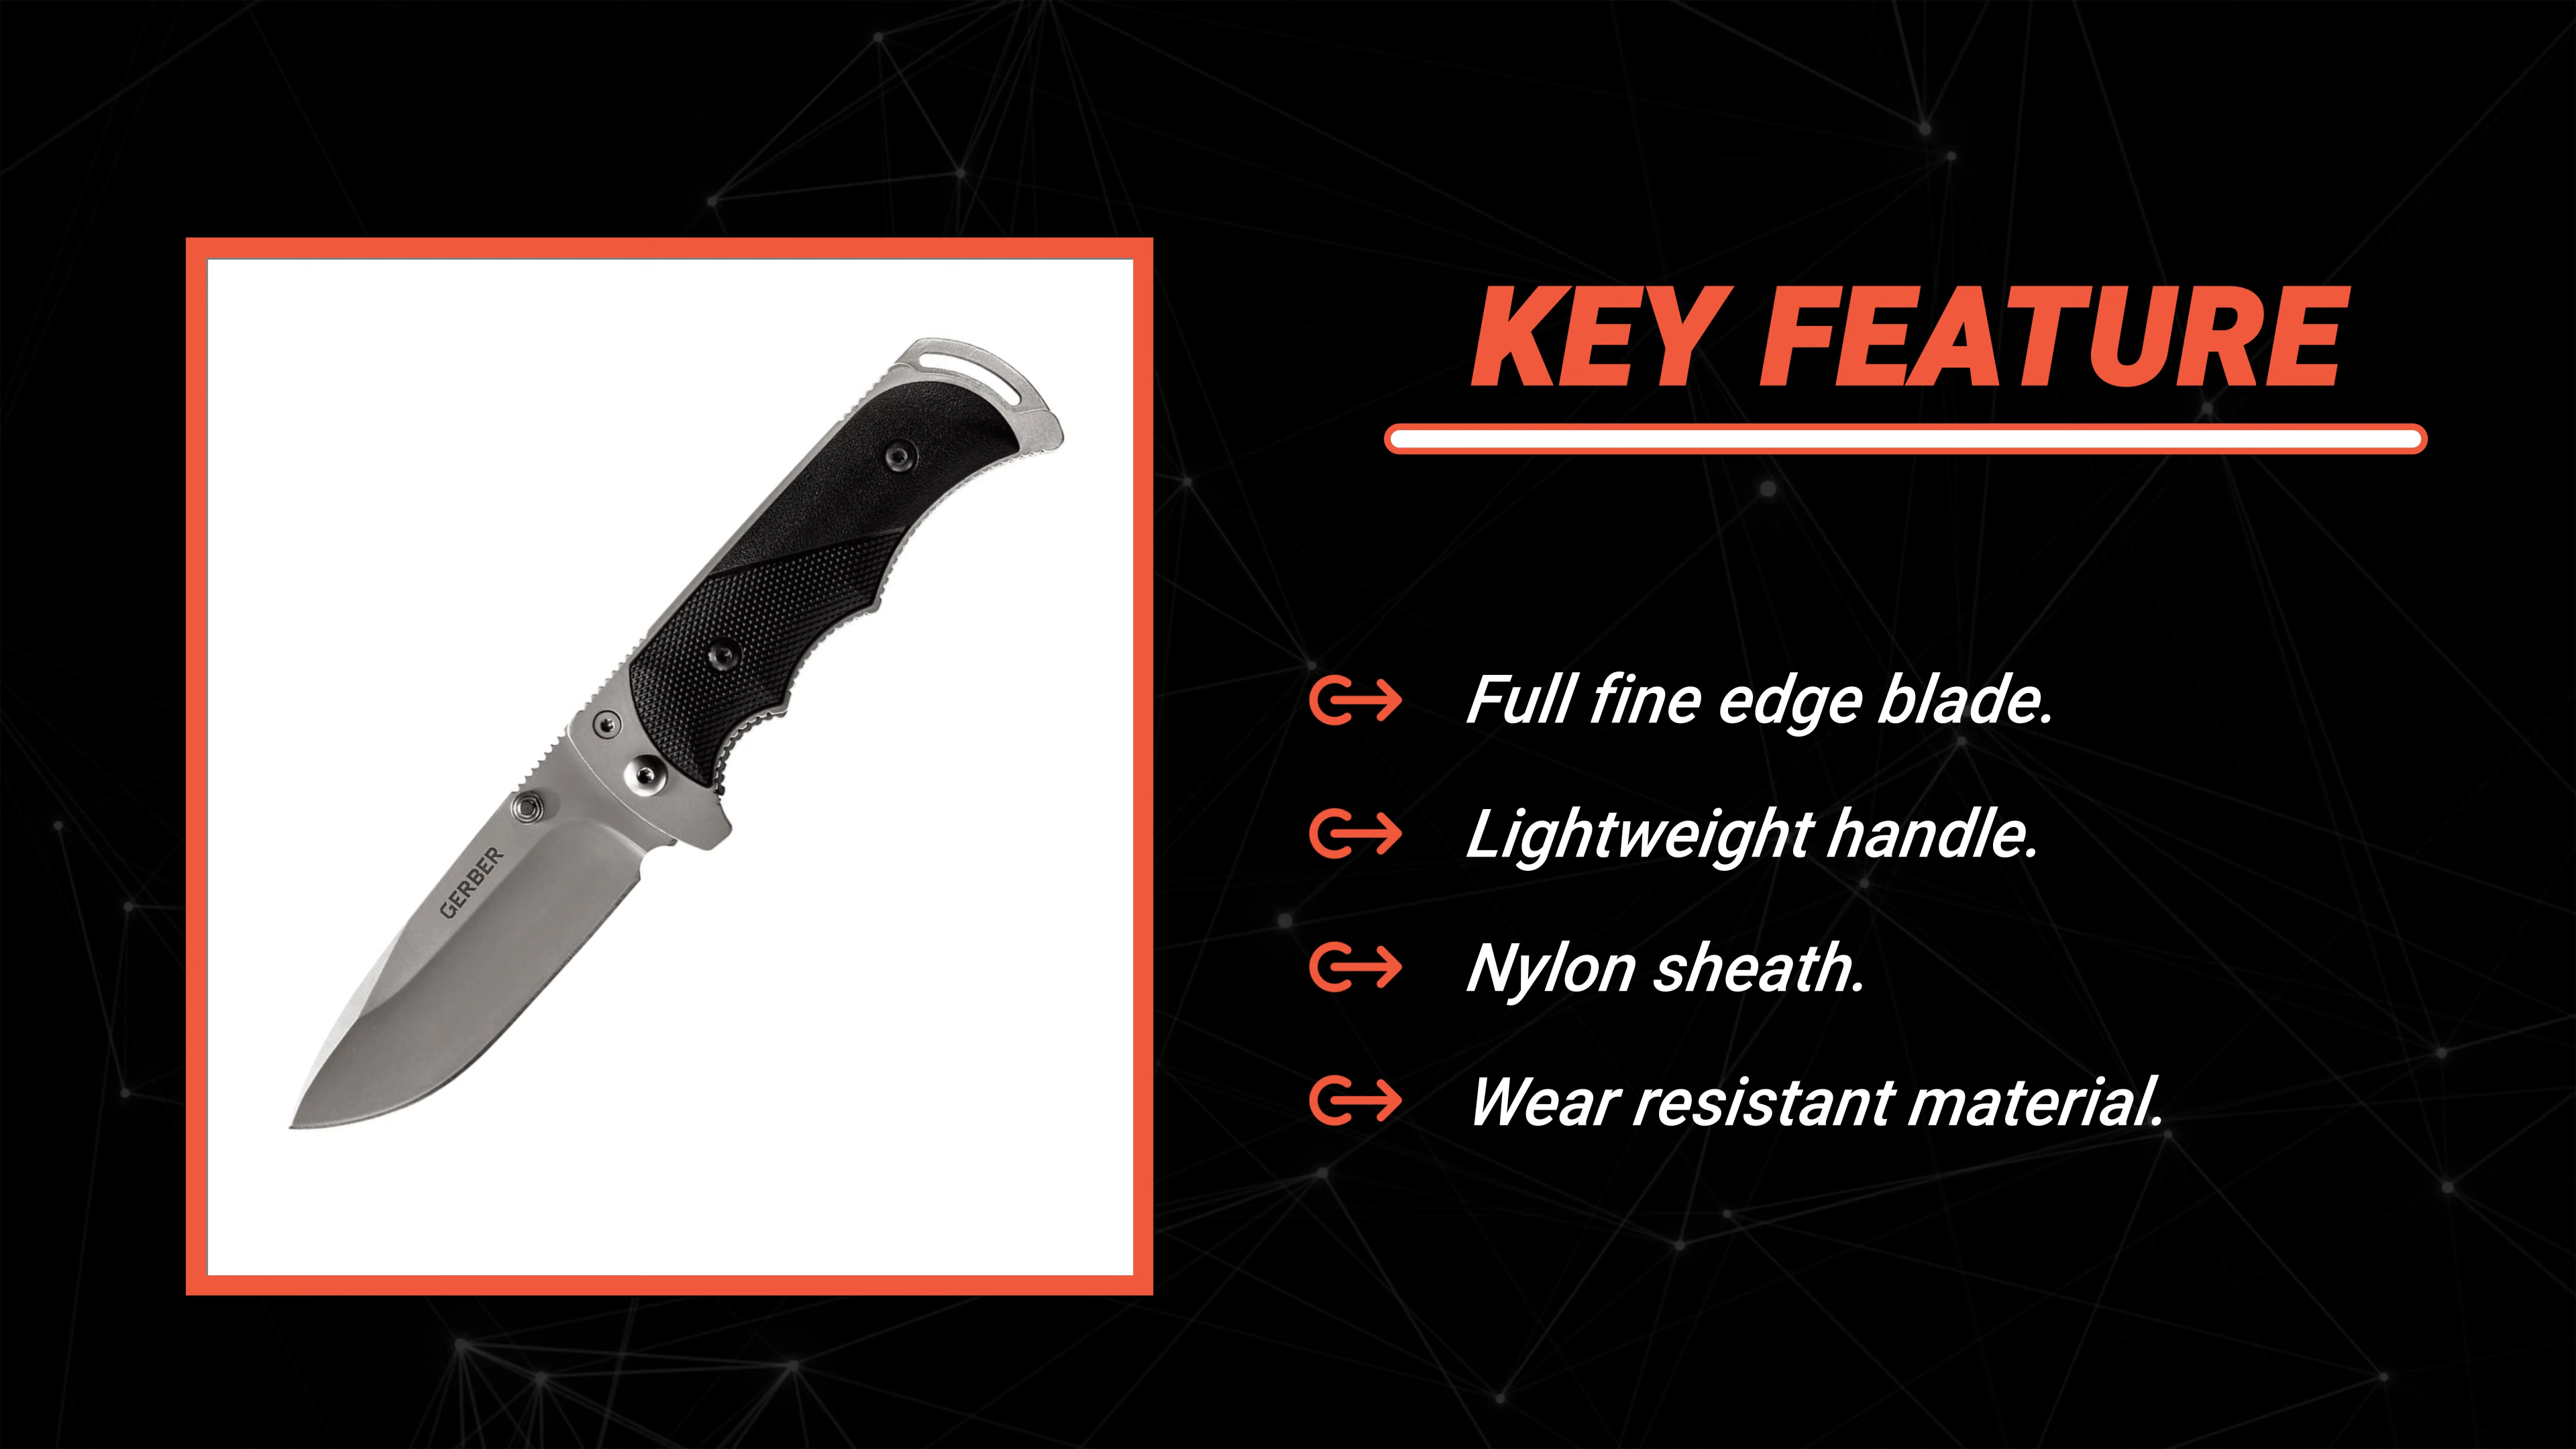 GERBER
KEY FEATURE
Full fine edge blade.
Lightweight handle.
Nylon sheath.
Wear resistant material.